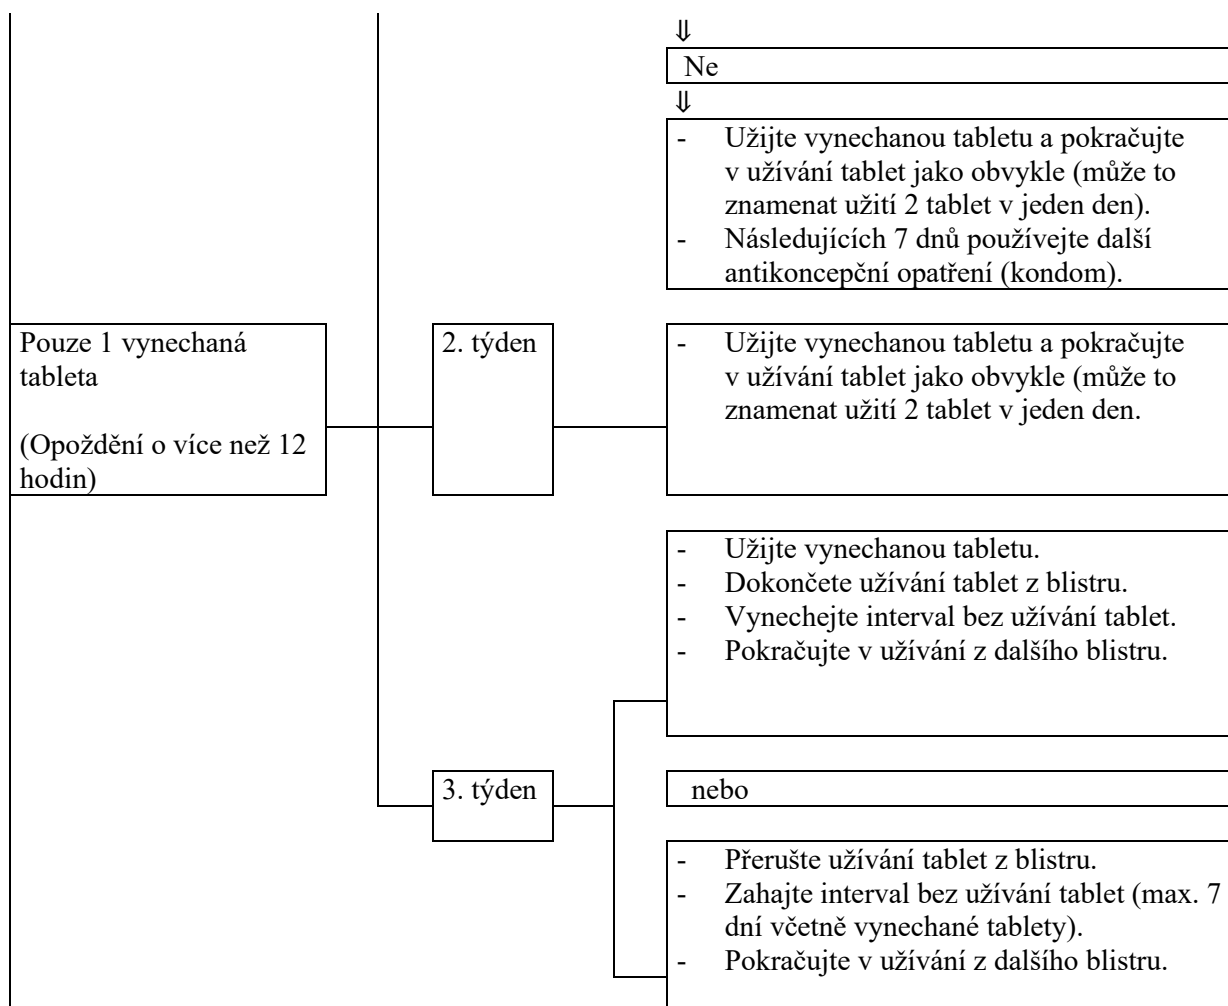 ⇓
Ne
⇓
- Užijte vynechanou tabletu a pokračujte
v užívání tablet jako obvykle (může to
znamenat užití 2 tablet v jeden den).
- Následujících 7 dnů používejte další
antikoncepční opatření (kondom).
Pouze 1 vynechaná
tableta
(Opoždění o více než 12
hodin)
2. týden
- Užijte vynechanou tabletu a pokračujte
v užívání tablet jako obvykle (může to
znamenat užití 2 tablet v jeden den.
- Užijte vynechanou tabletu.
- Dokončete užívání tablet z blistru.
- Vynechejte interval bez užívání tablet.
- Pokračujte v užívání z dalšího blistru.
3. týden
nebo
- Přerušte užívání tablet z blistru.
- Zahajte interval bez užívání tablet (max. 7
dní včetně vynechané tablety).
- Pokračujte v užívání z dalšího blistru.